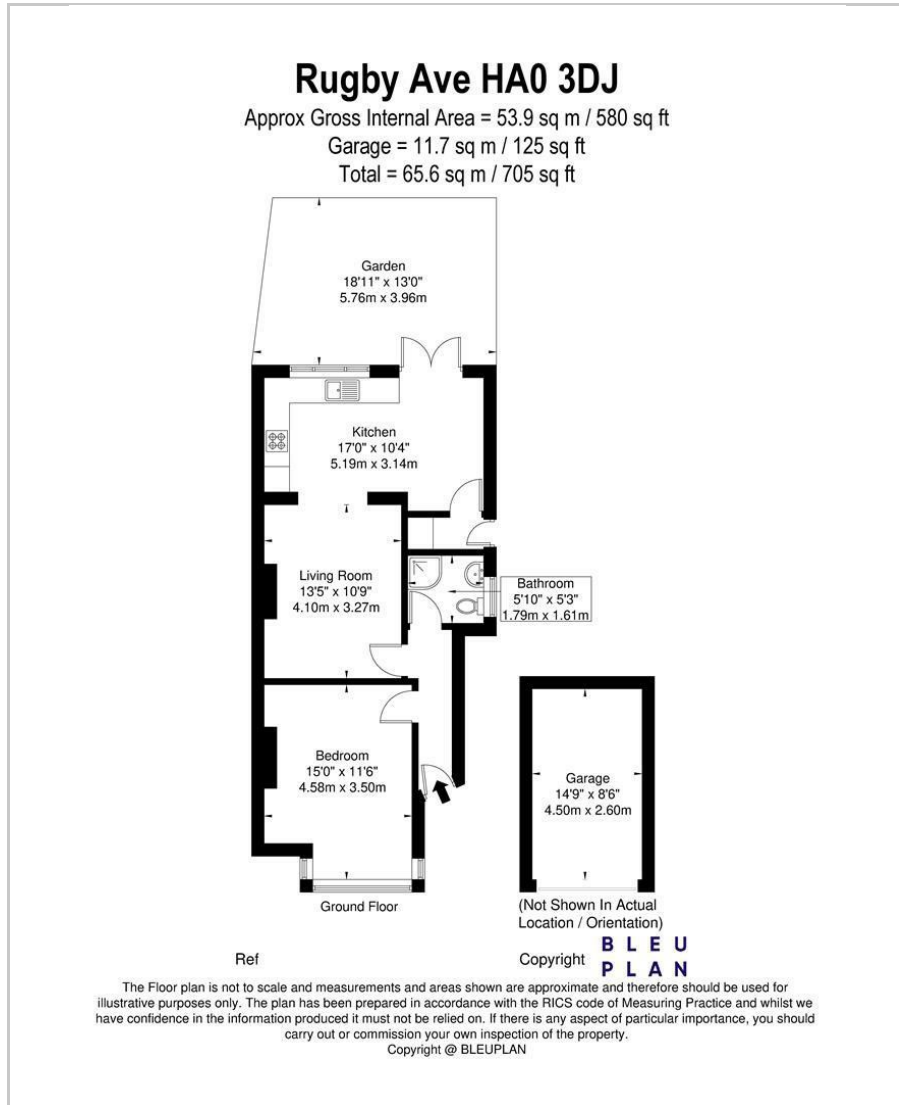 Rugby Ave HA0 3DJ
Approx Gross Internal Area = 53.9 sq m / 580 sq ft
Garage = 11.7 sq m / 125 sq ft
Total = 65.6 sq m / 705 sq ft
Garden
18'11" x 13'0"
5.76m x 3.96m
Kitchen
17'0" x 10'4"
5.19m x 3.14m
Living Room
13'5" x 10'9"
4.10m x 3.27m
Bathroom
5'10" x 5'3"
1.79m x 1.61m
Bedroom
15'0" x 11'6"
4.58m x 3.50m
Garage
14'9" x 8'6"
4.50m x 2.60m
Ground Floor
(Not Shown In Actual
Location / Orientation)
Ref
Copyright
BLEU
PLAN
The Floor plan is not to scale and measurements and areas shown are approximate and therefore should be used for
illustrative purposes only. The plan has been prepared in accordance with the RICS code of Measuring Practice and whilst we
have confidence in the information produced it must not be relied on. If there is any aspect of particular importance, you should
carry out or commission your own inspection of the property.
Copyright @ BLEUPLAN